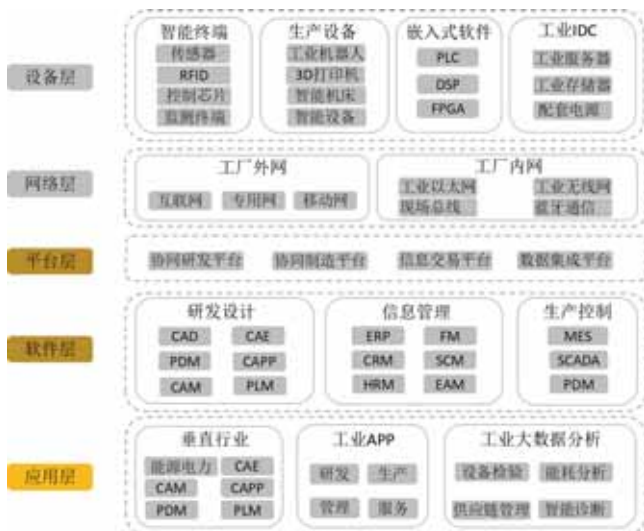 设备层
智能终端
传感器
RFID
控制芯片
监测终端
生产设备
工业机器人
3D打印机
智能机床
智能设备
嵌入式软件
PLC
DSP
FPGA
工业IDC
工业服务器
工业存储器
配套电源
网络层
工厂外网
互联网 专用网 移动网
工厂内网
工业以太网 工业无线网
现场总线 蓝牙通信
平台层
协同研发平台 协同制造平台 信息交易平台 数据集成平台
软件层
研发设计
CAD CAE
PDM CAPP
CAM PLM
信息管理
ERP FM
CRM SCM
HRM EAM
生产控制
MES
SCADA
PDM
应用层
垂直行业
能源电力 CAE
CAM CAPP
PDM PLM
工业APP
研发 生产
管理 服务
工业大数据分析
设备检验 能耗分析
供应链管理 智能诊断